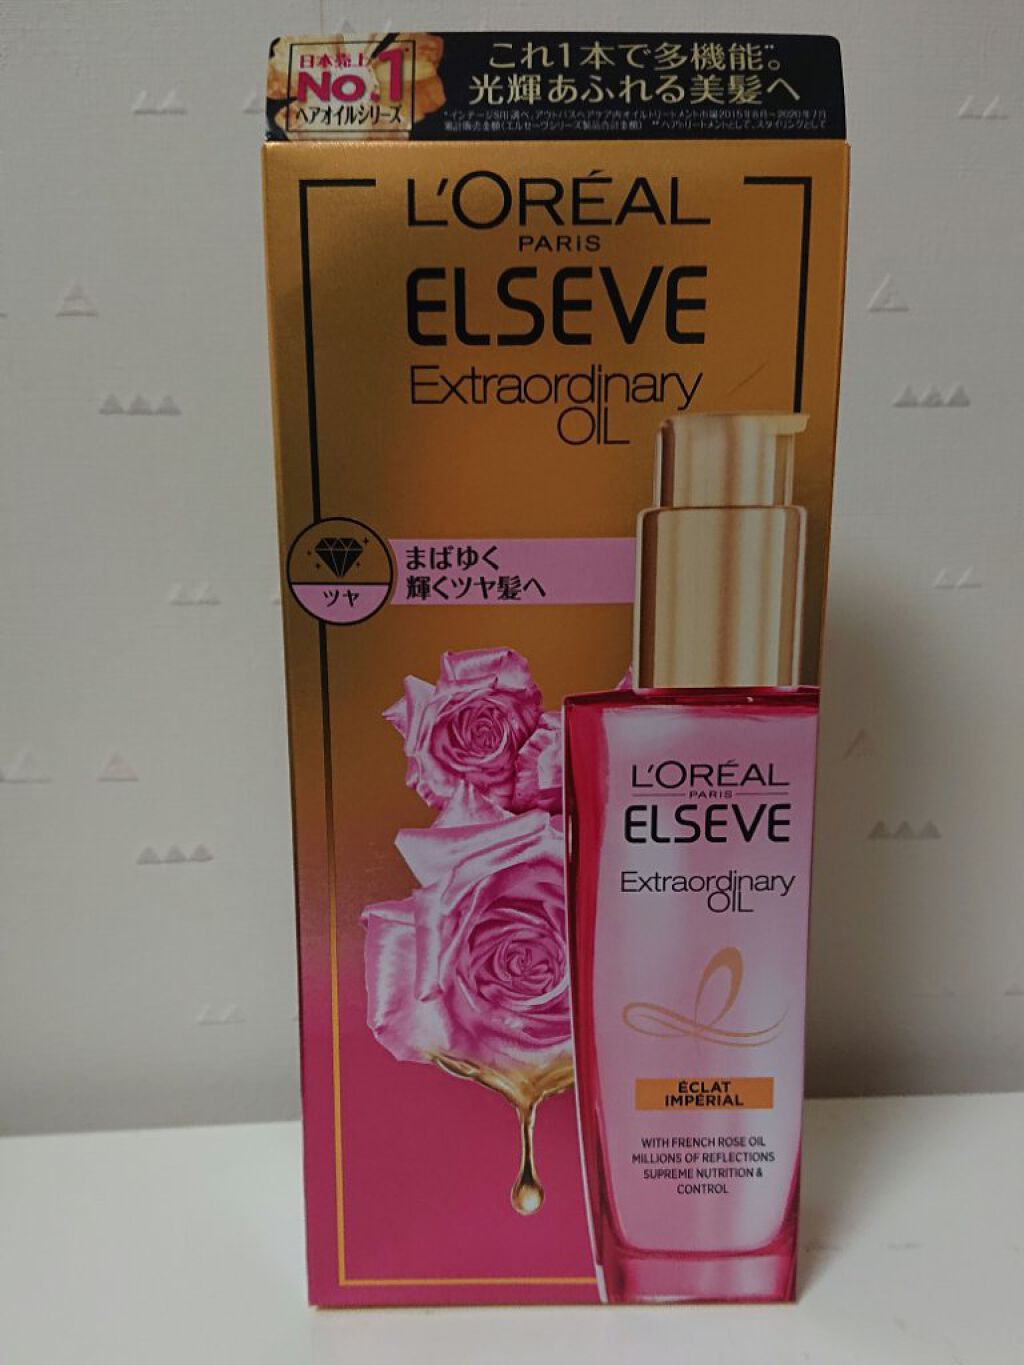 日本売上
No.1
ヘアオイルシリーズ
これ1本で多機能。
光輝あふれる美髪へ
L'ORÉAL
PARIS
ELSEVE
Extraordinary
OIL
ツヤ
まばゆく
輝くツヤ髪へ
L'ORÉAL
PARIS
ELSEVE
Extraordinary
OIL
ÉCLAT
IMPÉRIAL
WITH FRENCH ROSE OIL
MILLIONS OF REFLECTIONS
SUPREME NUTRITION &
CONTROL